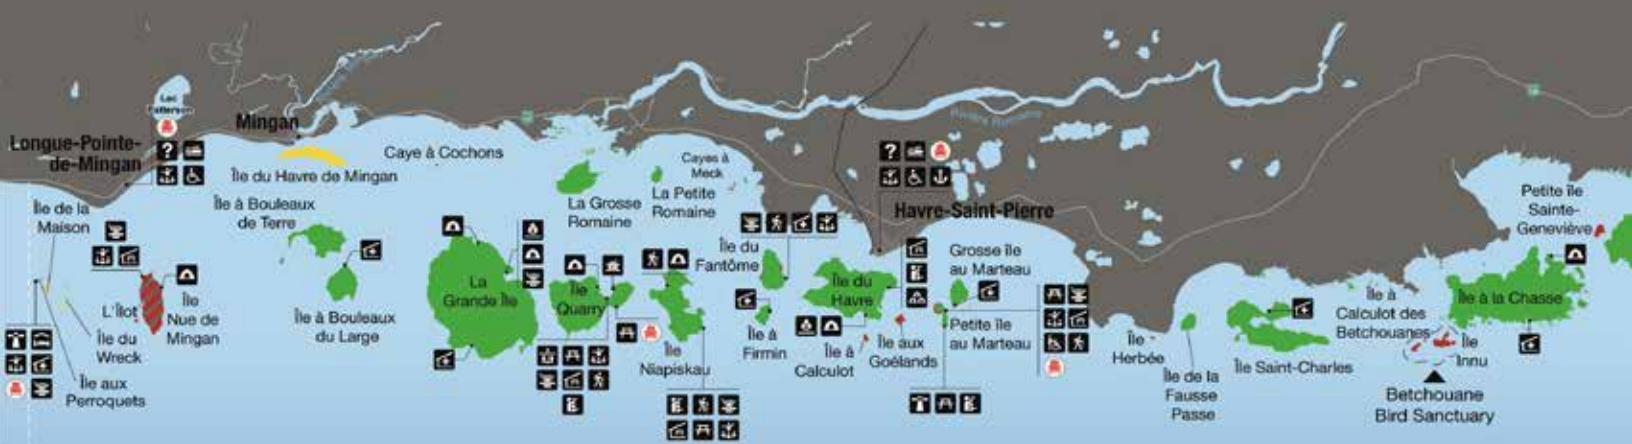 Lac
Patterson
Longue-Pointe-
de-Mingan
?
Mingan
Île du Havre de Mingan
Caye à Cochons
Île de la
Maison
Île à Bouleaux
de Terre
L'Îlot
Île
Nue de
Mingan
Île du
Wreck
Île aux
Perroquets
Île à Bouleaux
du Large
La
Grande Île
La Grosse
Romaine
La Petite
Romaine
Cayes à
Meck
Île
Quarry
Île
Niapiskau
Île du
Fantôme
Île à
Firmin
Rivière Romaine
?
Havre-Saint-Pierre
Île du
Havre
Île à
Calculot
Île aux
Goélands
Grosse île
au Marteau
Petite île
au Marteau
Île
Herbée
Île de la
Fausse
Passe
Île Saint-Charles
Île à
Calculot des
Betchouanes
Île
Innu
Betchouane
Bird Sanctuary
Petite île
Sainte-
Geneviève
Île à la Chasse